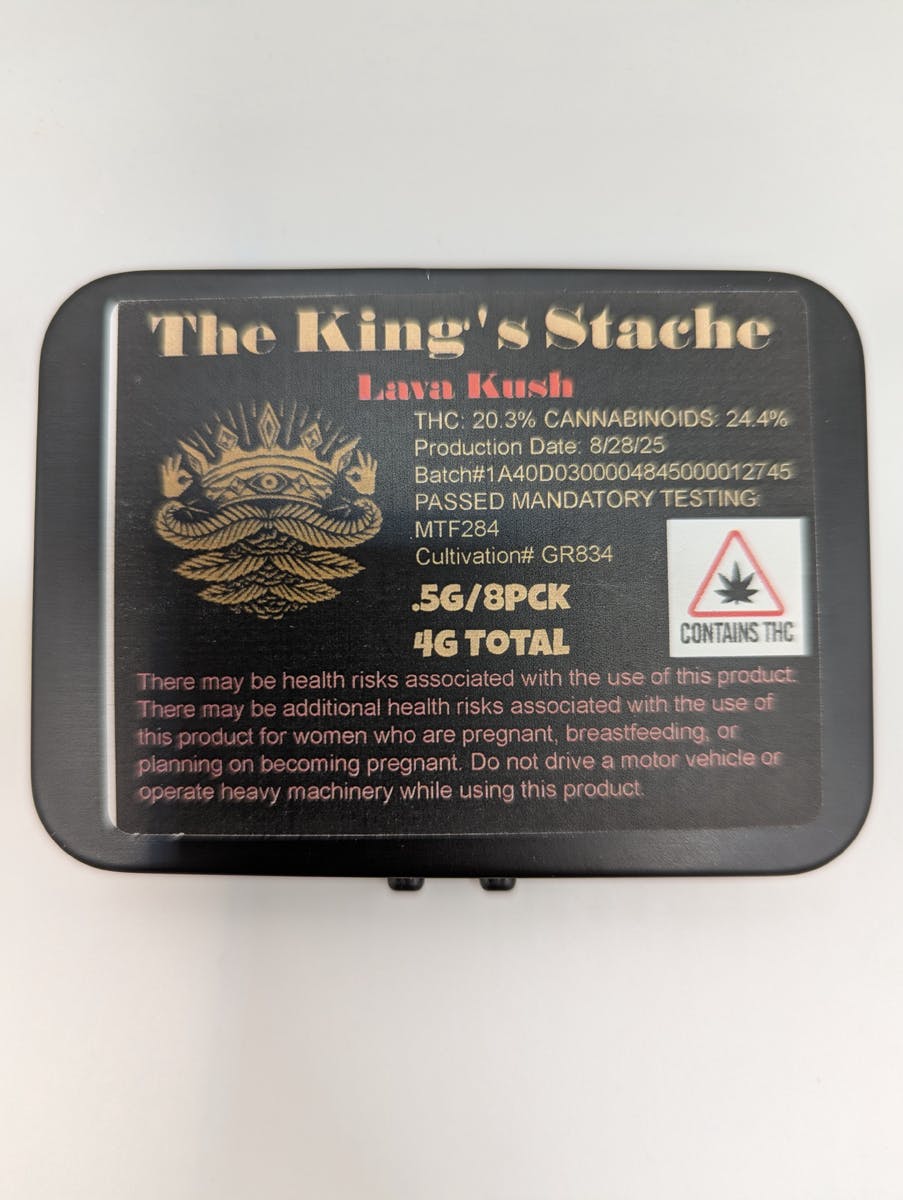 The King's Stache
Lava Kush
THC: 20.3% CANNABINOIDS: 24.4%
Production Date: 8/28/25
Batch#1A40D0300004845000012745
PASSED MANDATORY TESTING:
MTF284
Cultivation# GR834
.5G/8PCK
4G TOTAL
CONTAINS THC
There may be health risks associated with the use of this product.
There may be additional health risks associated with the use of
this product for women who are pregnant, breastfeeding, or
planning on becoming pregnant. Do not drive a motor vehicle or
operate heavy machinery while using this product.